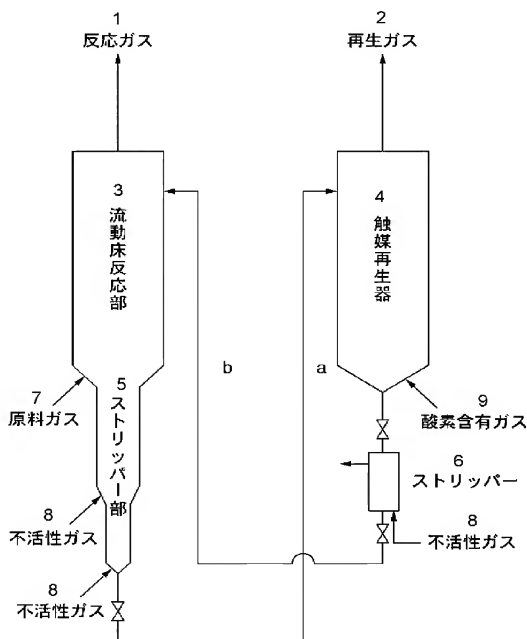 1
反応ガス
2
再生ガス
3
流動床反応部
4
触媒再生器
b
a
7
原料ガス
5
ストリッパー部
9
酸素含有ガス
6
ストリッパー
8
不活性ガス
8
不活性ガス
8
不活性ガス